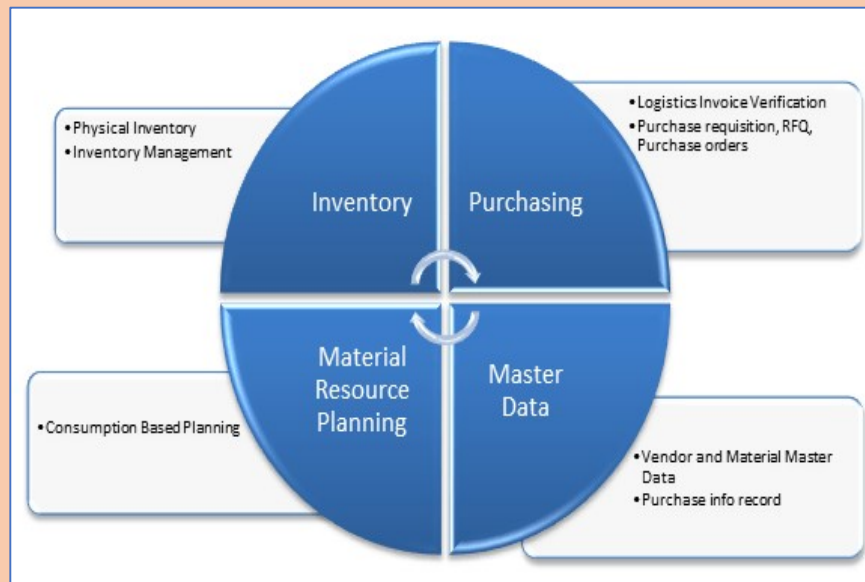 •Physical Inventory
•Inventory Management
•Logistics Invoice Verification
•Purchase requisition, RFQ,
Purchase orders
Inventory
Purchasing
Material
Resource
Planning
Master
Data
•Consumption Based Planning
•Vendor and Material Master
Data
•Purchase info record